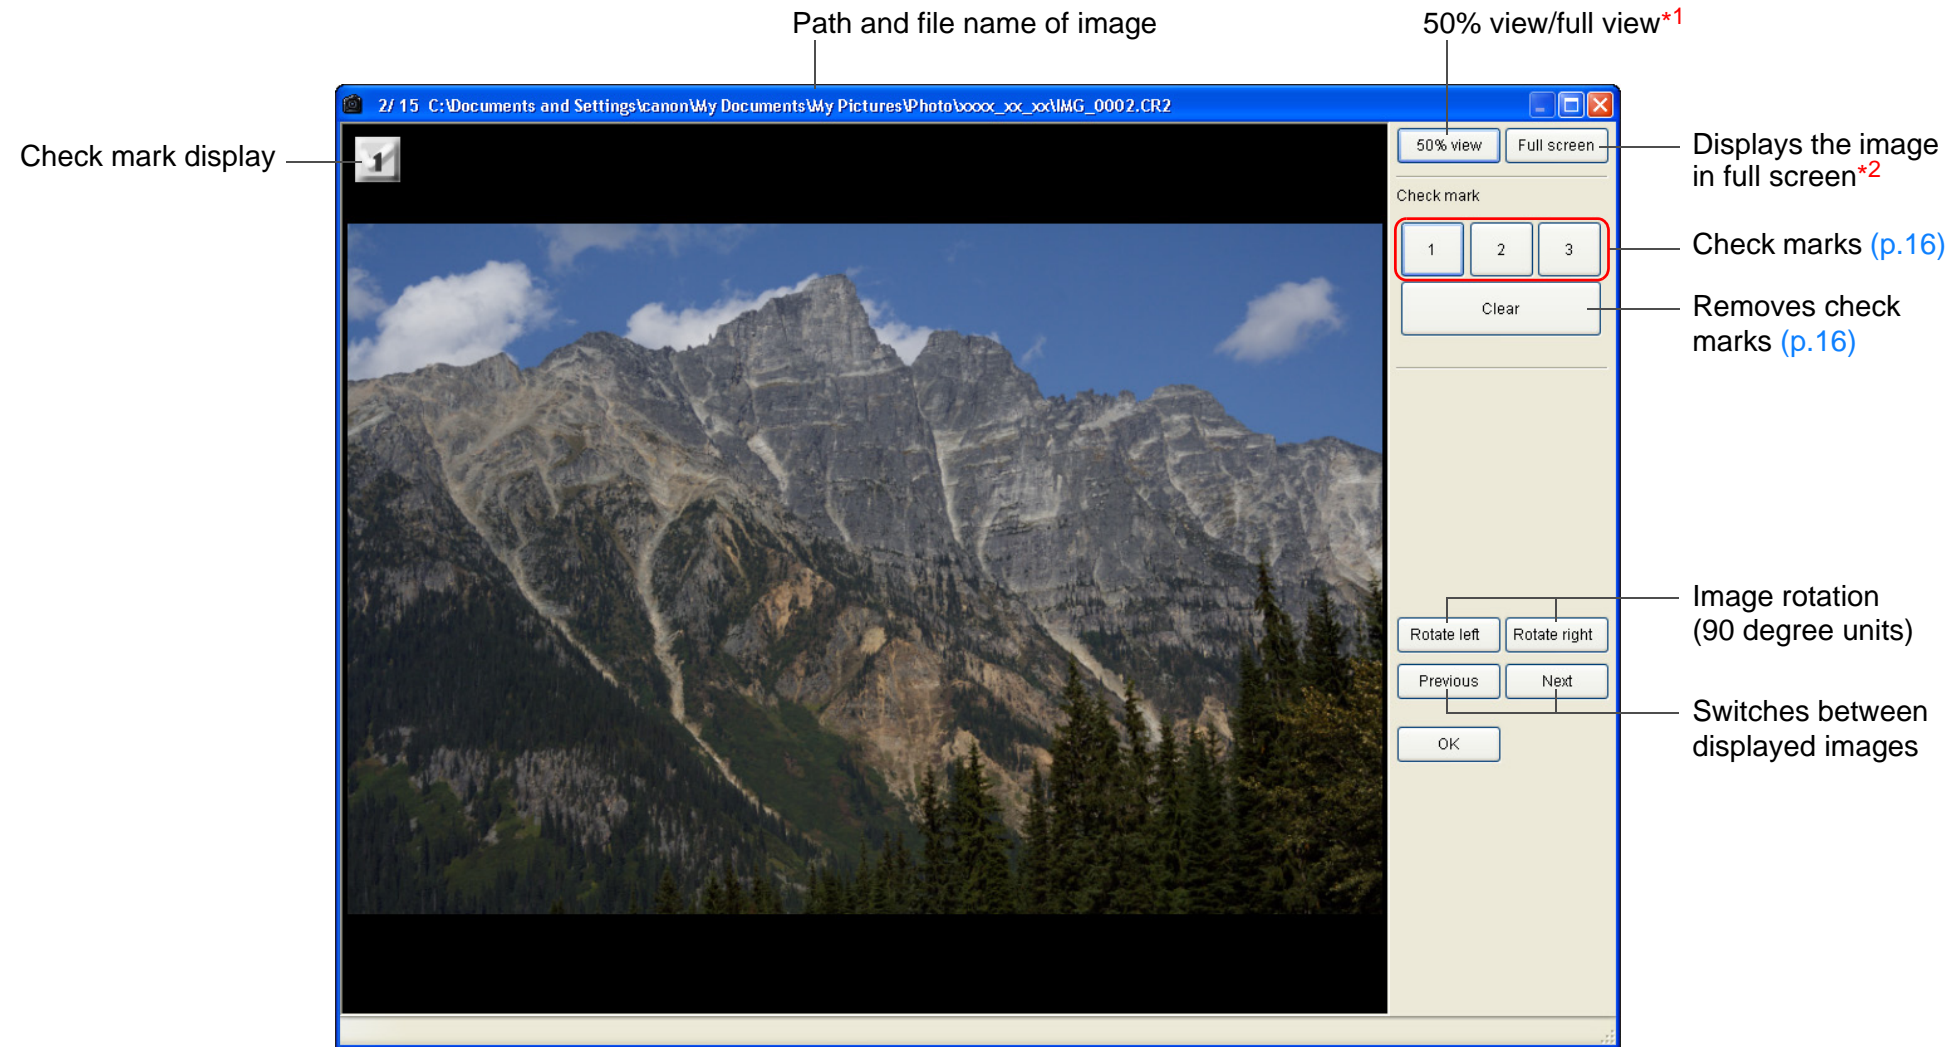 Path and file name of image
50% view/full view*1
2/ 15 C:\Documents and Settings\canon\My Documents\My Pictures\Photo\xxxx_xx_xx\IMG_0002.CR2
Check mark display
1
50% view
Full screen
Displays the image
in full screen*2
Check mark
1
2
3
Check marks (p.16)
Clear
Removes check
marks (p.16)
Image rotation
(90 degree units)
Rotate left
Rotate right
Previous
Next
Switches between
displayed images
OK